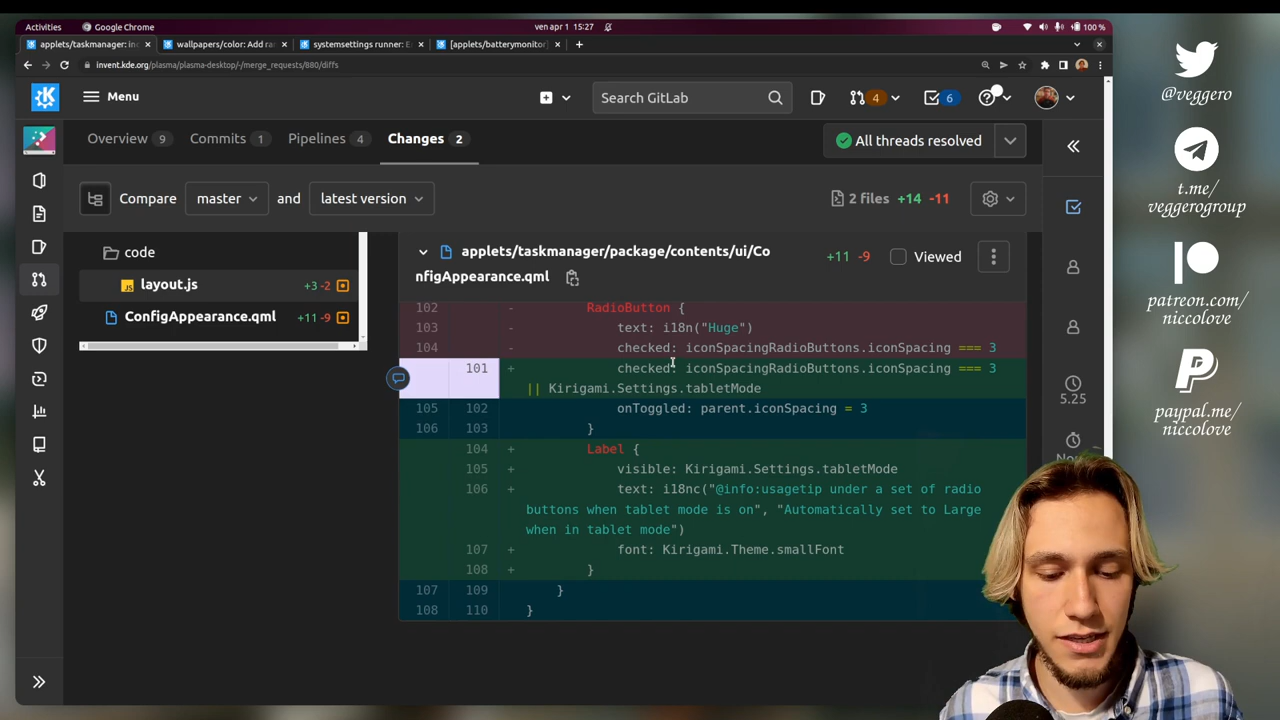 Activities
Google Chrome
ven apr 1 15:27
100 %
applets/taskmanager: in
wallpapers/color: Add ra
systemsettings runner: E
[applets/batterymonitor]
invent.kde.org/plasma/plasma-desktop/-/merge_requests/880/diffs
Menu
Search GitLab
4
6
Overview 9
Commits 1
Pipelines 4
Changes 2
All threads resolved
Compare
master
and
latest version
2 files +14 -11
code
layout.js
+3 -2
ConfigAppearance.qml
+11 -9
applets/taskmanager/package/contents/ui/Co
nfigAppearance.qml
+11 -9
Viewed
102 - RadioButton {
103 - text: i18n("Huge")
104 - checked: iconSpacingRadioButtons.iconSpacing === 3
101 + checked: iconSpacingRadioButtons.iconSpacing === 3
|| Kirigami.Settings.tabletMode
105 102 onToggled: parent.iconSpacing = 3
106 103 }
104 + Label {
105 + visible: Kirigami.Settings.tabletMode
106 + text: i18nc("@info:usagetip under a set of radio
buttons when tablet mode is on", "Automatically set to Large
when in tablet mode")
107 + font: Kirigami.Theme.smallFont
108 + }
107 109 }
108 110 }
5.25
@veggero
t.me/
veggerogroup
patreon.com/
niccolove
paypal.me/
niccolove